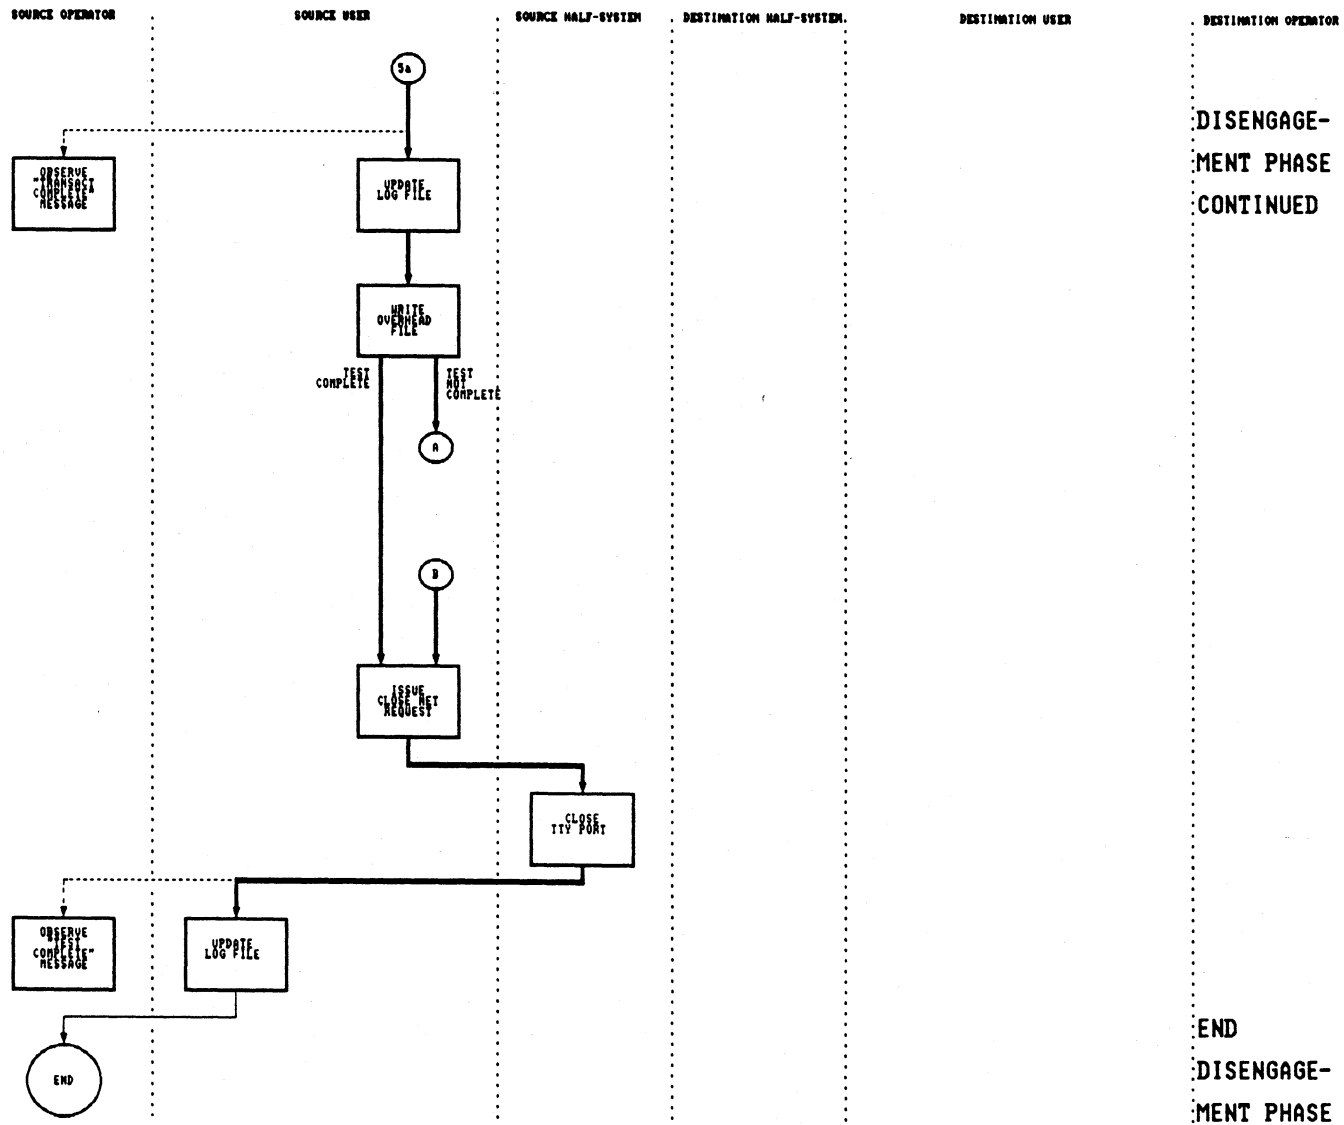 SOURCE OPERATOR
SOURCE USER
SOURCE HALF-SYSTEM
DESTINATION HALF-SYSTEM
DESTINATION USER
DESTINATION OPERATOR
5a
DISENGAGE-
MENT PHASE
CONTINUED
OBSERVE
"TRANSACT
COMPLETE"
MESSAGE
UPDATE
LOG FILE
WRITE
OVERHEAD
FILE
TEST
COMPLETE
TEST
NOT
COMPLETE
A
B
ISSUE
CLOSE NET
REQUEST
CLOSE
TTY PORT
OBSERVE
"TEST
COMPLETE"
MESSAGE
UPDATE
LOG FILE
END
END
DISENGAGE-
MENT PHASE